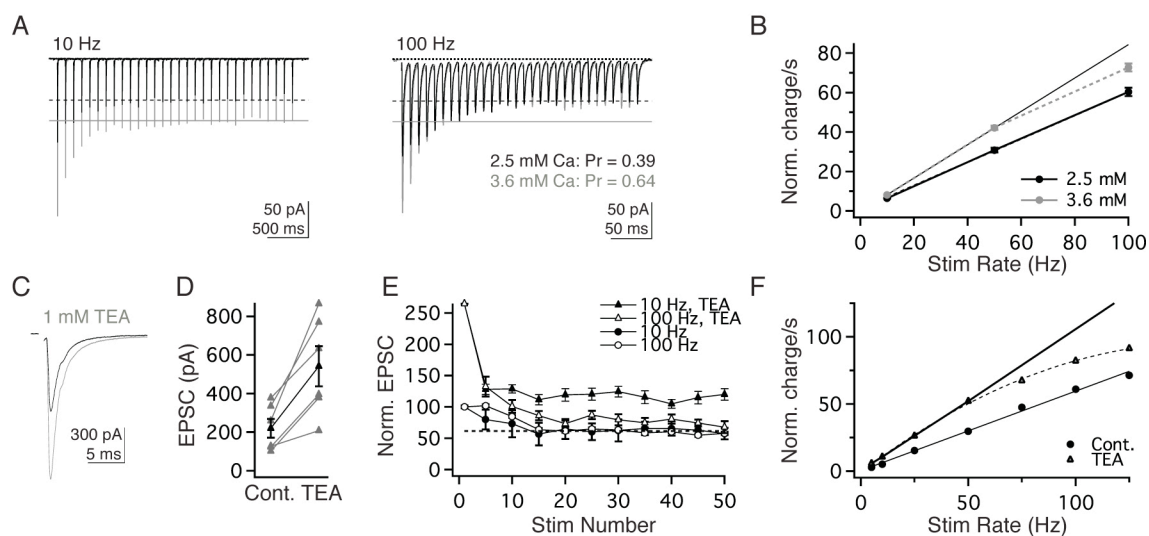 A
10 Hz
50 pA
500 ms
100 Hz
2.5 mM Ca: Pr = 0.39
3.6 mM Ca: Pr = 0.64
50 pA
50 ms
B
Norm. charge/s
80
60
40
20
0
2.5 mM
3.6 mM
0 20 40 60 80 100
Stim Rate (Hz)
C
1 mM TEA
300 pA
5 ms
D
EPSC (pA)
800
600
400
200
0
Cont. TEA
E
Norm. EPSC
250
200
150
100
50
0
10 Hz, TEA
100 Hz, TEA
10 Hz
100 Hz
0 10 20 30 40 50
Stim Number
F
Norm. charge/s
100
50
0
Cont.
TEA
0 50 100
Stim Rate (Hz)